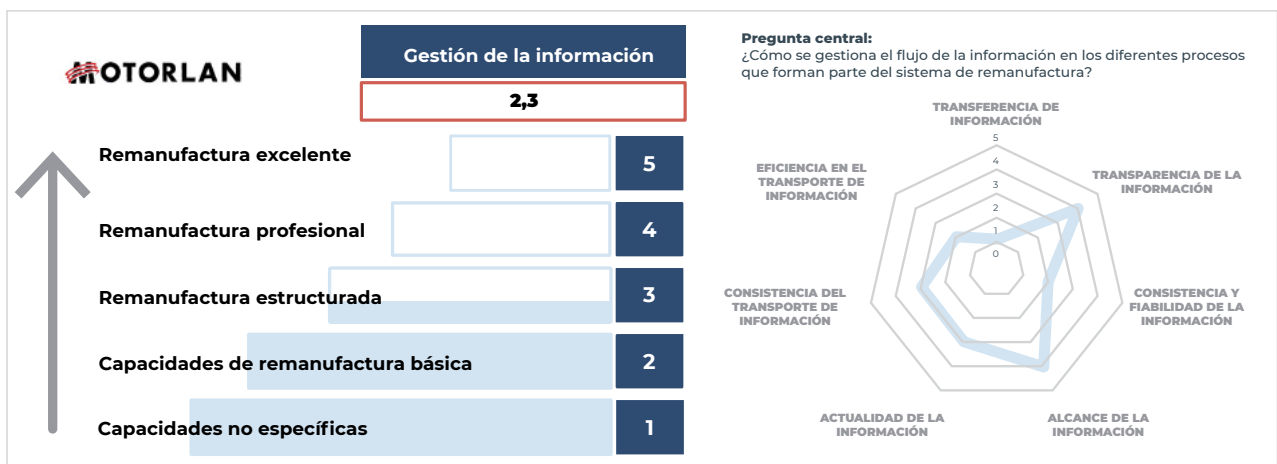 MOTORLAN
Gestión de la información
2,3
Remanufactura excelente
5
Remanufactura profesional
4
Remanufactura estructurada
3
Capacidades de remanufactura básica
2
Capacidades no específicas
1
Pregunta central:
¿Cómo se gestiona el flujo de la información en los diferentes procesos
que forman parte del sistema de remanufactura?
TRANSFERENCIA DE
INFORMACIÓN
5
4
3
2
1
0
TRANSPARENCIA DE LA
INFORMACIÓN
CONSISTENCIA Y
FIABILIDAD DE LA
INFORMACIÓN
ALCANCE DE LA
INFORMACIÓN
ACTUALIDAD DE LA
INFORMACIÓN
CONSISTENCIA DEL
TRANSPORTE DE
INFORMACIÓN
EFICIENCIA EN EL
TRANSPORTE DE
INFORMACIÓN